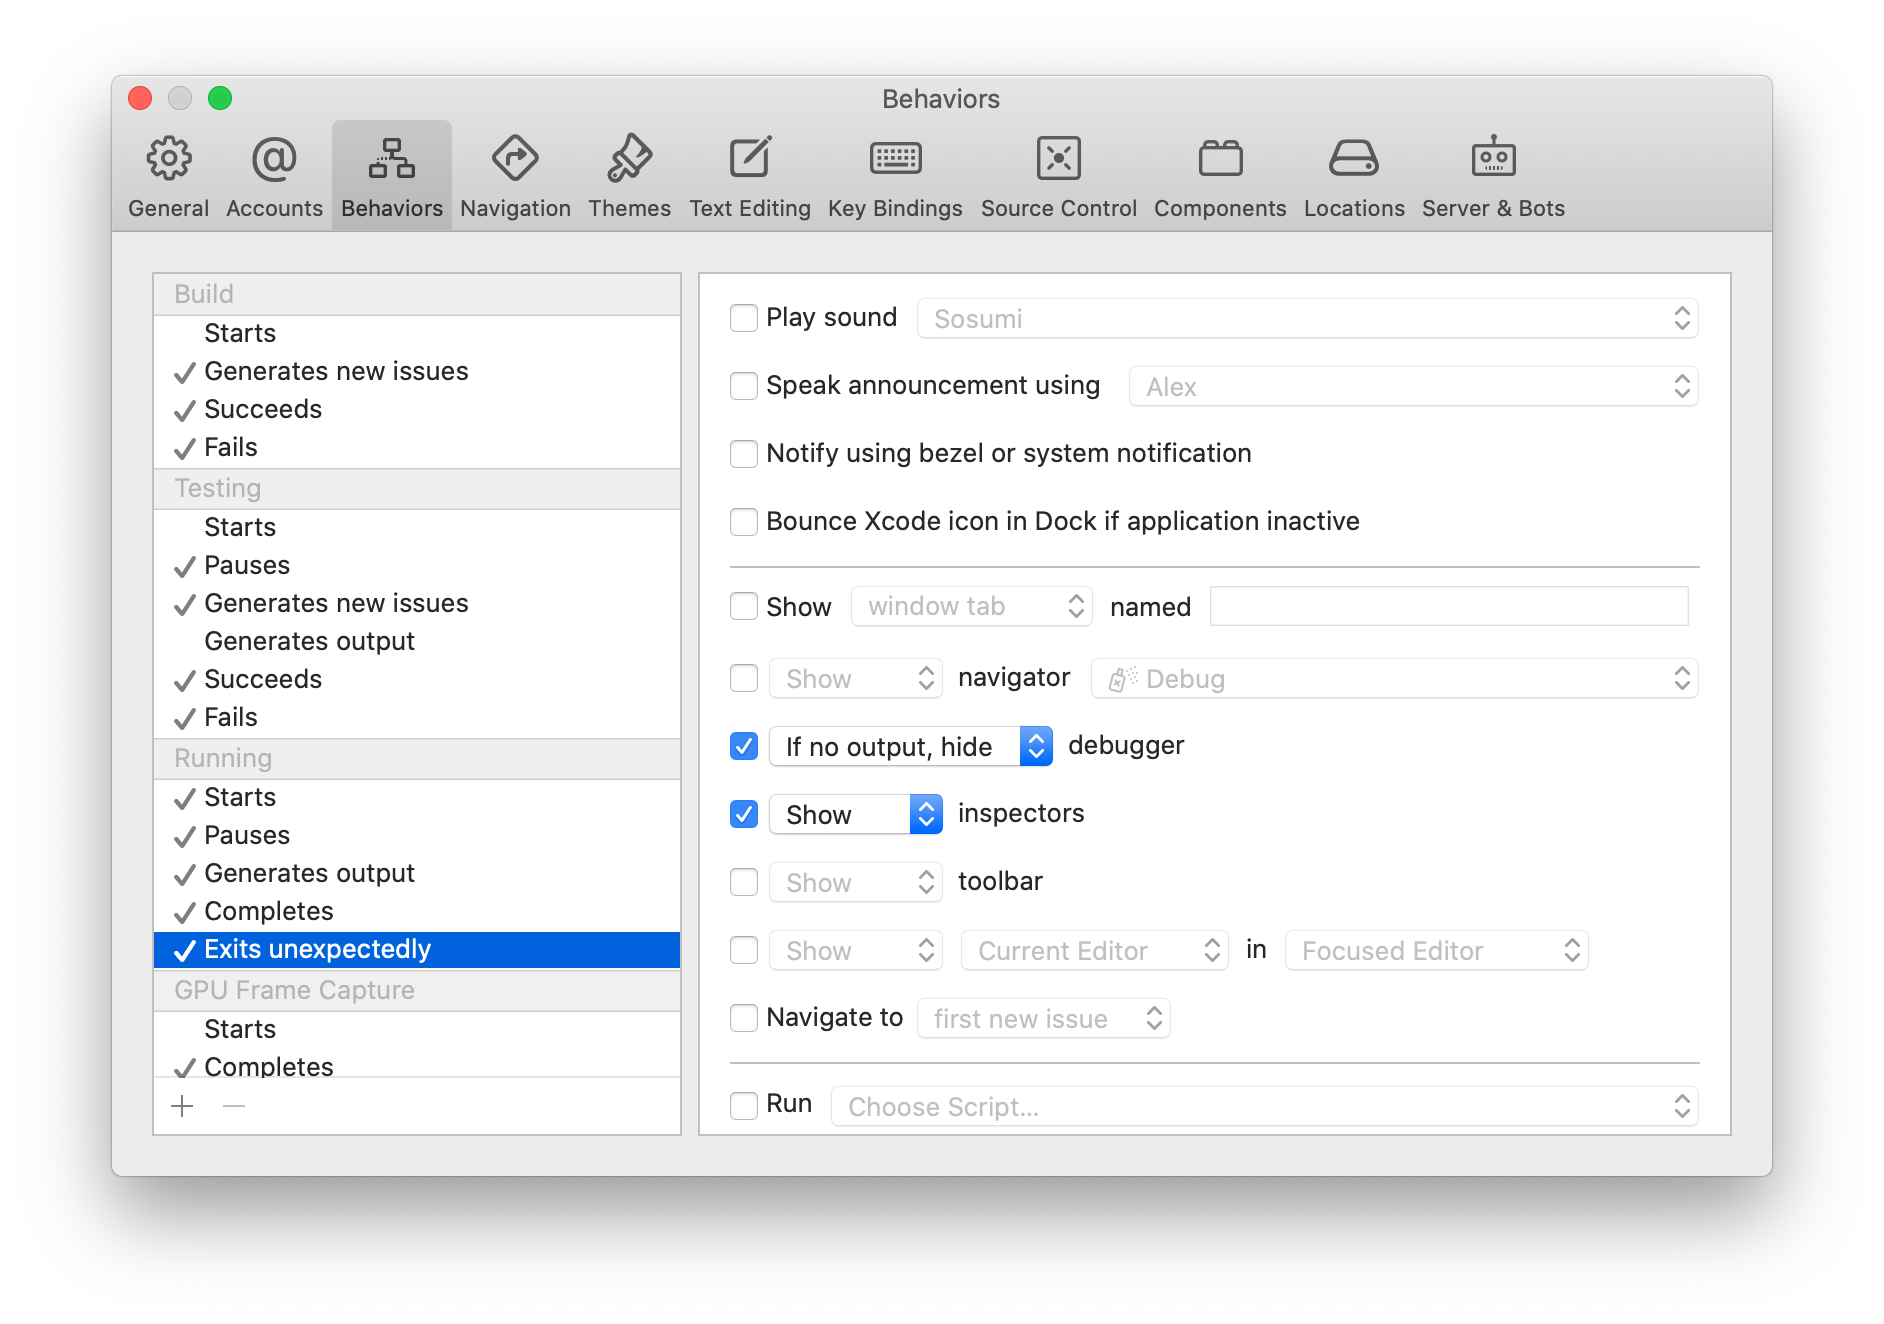 Behaviors
General Accounts Behaviors Navigation Themes Text Editing Key Bindings Source Control Components Locations Server & Bots
Build
Starts
Generates new issues
Succeeds
Fails
Testing
Starts
Pauses
Generates new issues
Generates output
Succeeds
Fails
Running
Starts
Pauses
Generates output
Completes
Exits unexpectedly
GPU Frame Capture
Starts
Completes
Play sound Sosumi
Speak announcement using Alex
Notify using bezel or system notification
Bounce Xcode icon in Dock if application inactive
Show window tab named
Show navigator Debug
If no output, hide debugger
Show inspectors
Show toolbar
Show Current Editor in Focused Editor
Navigate to first new issue
Run Choose Script...